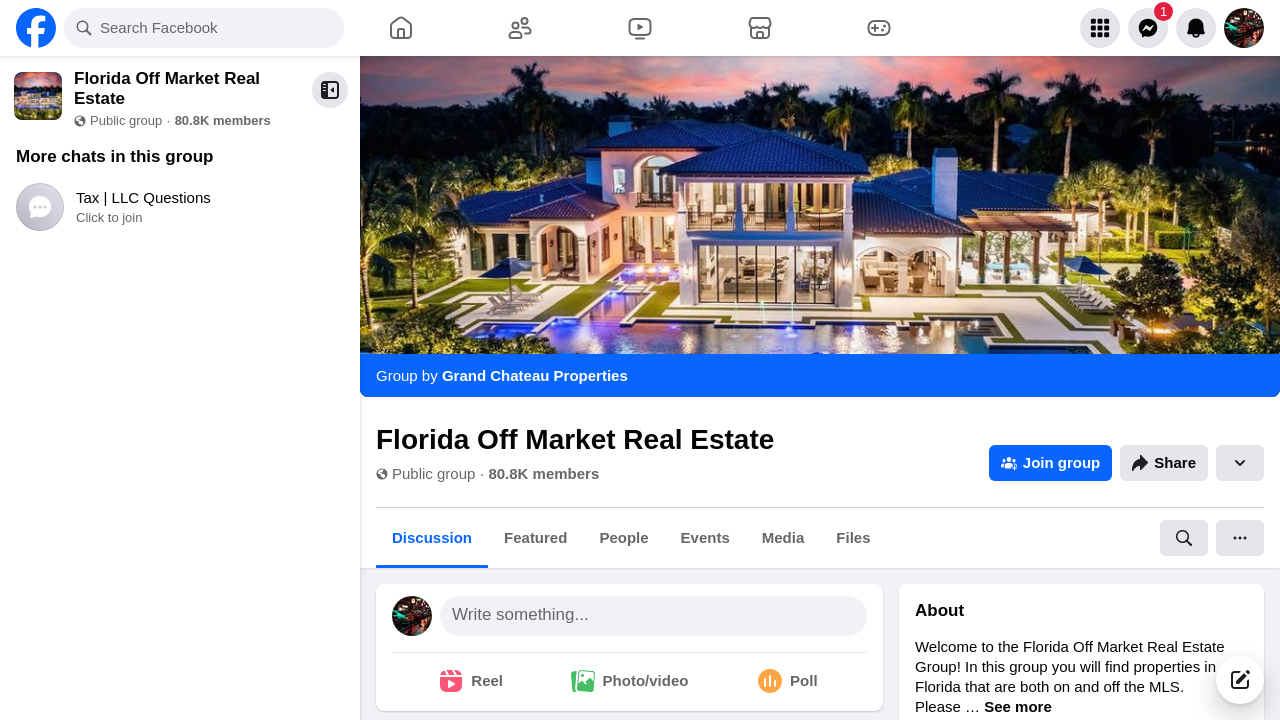 Search Facebook
1
Florida Off Market Real
Estate
Public group · 80.8K members
More chats in this group
Tax | LLC Questions
Click to join
Group by Grand Chateau Properties
Florida Off Market Real Estate
Public group · 80.8K members
Join group
Share
Discussion
Featured
People
Events
Media
Files
Write something...
Reel
Photo/video
Poll
About
Welcome to the Florida Off Market Real Estate
Group! In this group you will find properties in
Florida that are both on and off the MLS.
Please … See more